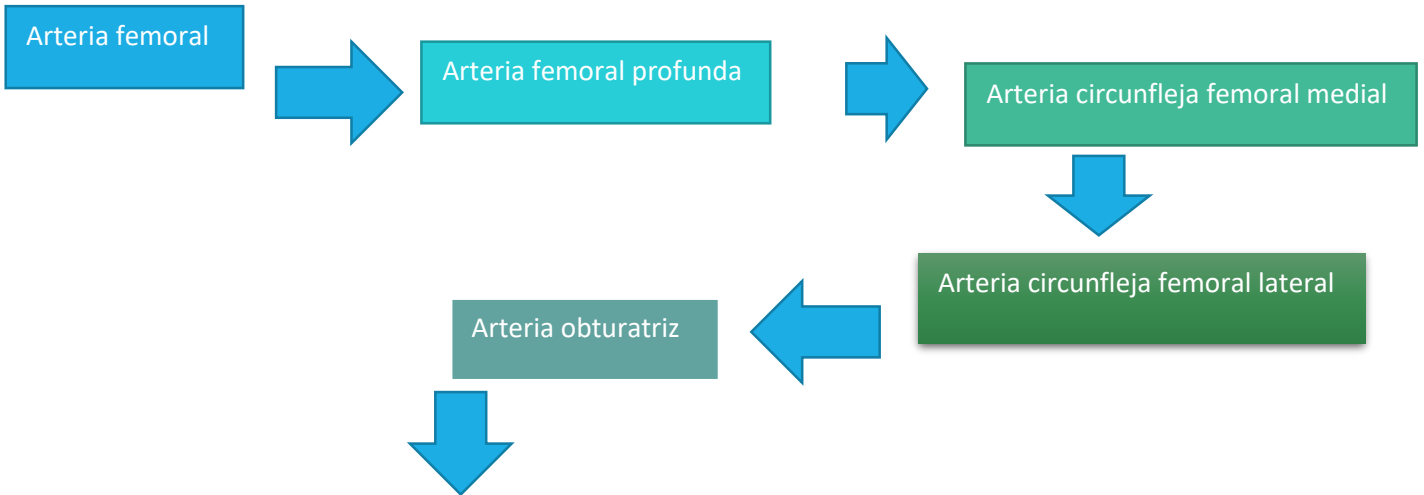 Arteria femoral
Arteria femoral profunda
Arteria circunfleja femoral medial
Arteria circunfleja femoral lateral
Arteria obturatriz